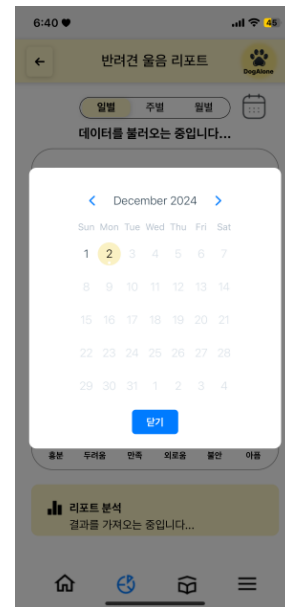 6:40
45
반려견 울음 리포트
DogAlone
일별 주별 월별
데이터를 불러오는 중입니다...
December 2024
Sun Mon Tue Wed Thu Fri Sat
1 2 3 4 5 6 7
8 9 10 11 12 13 14
15 16 17 18 19 20 21
22 23 24 25 26 27 28
29 30 31 1 2 3 4
닫기
흥분 두려움 만족 외로움 불안 아픔
리포트 분석
결과를 가져오는 중입니다...